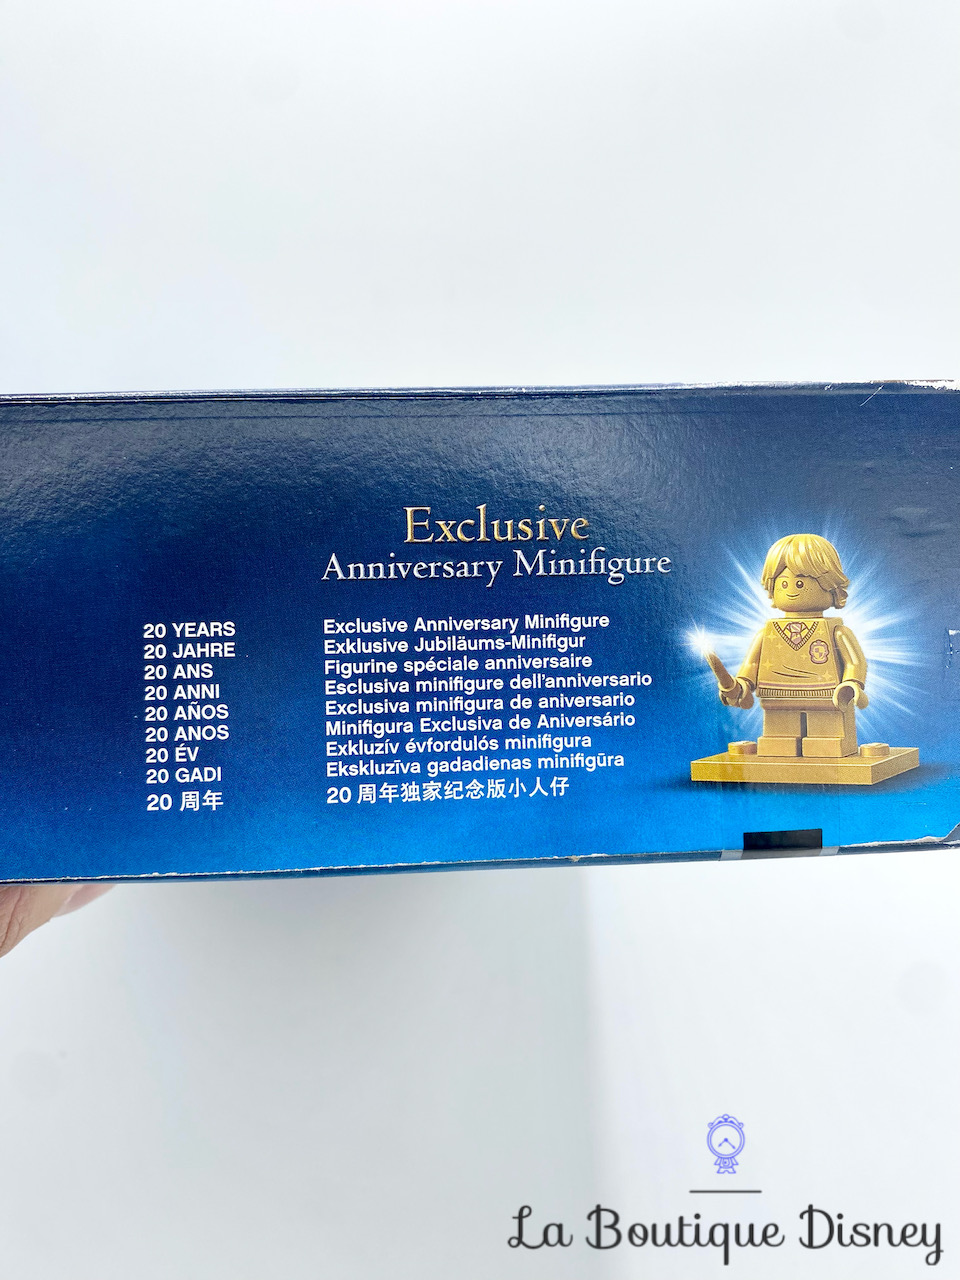 Exclusive
Anniversary Minifigure
20 YEARS
20 JAHRE
20 ANS
20 ANNI
20 AÑOS
20 ANOS
20 ÉV
20 GADI
20 周年
Exclusive Anniversary Minifigure
Exklusive Jubiläums-Minifigur
Figurine spéciale anniversaire
Esclusiva minifigure dell'anniversario
Exclusiva minifigura de aniversario
Minifigura Exclusiva de Aniversário
Exkluzív évfordulós minifigura
Ekskluzīva gadadienas minifigūra
20 周年独家纪念版小人仔
La Boutique Disney